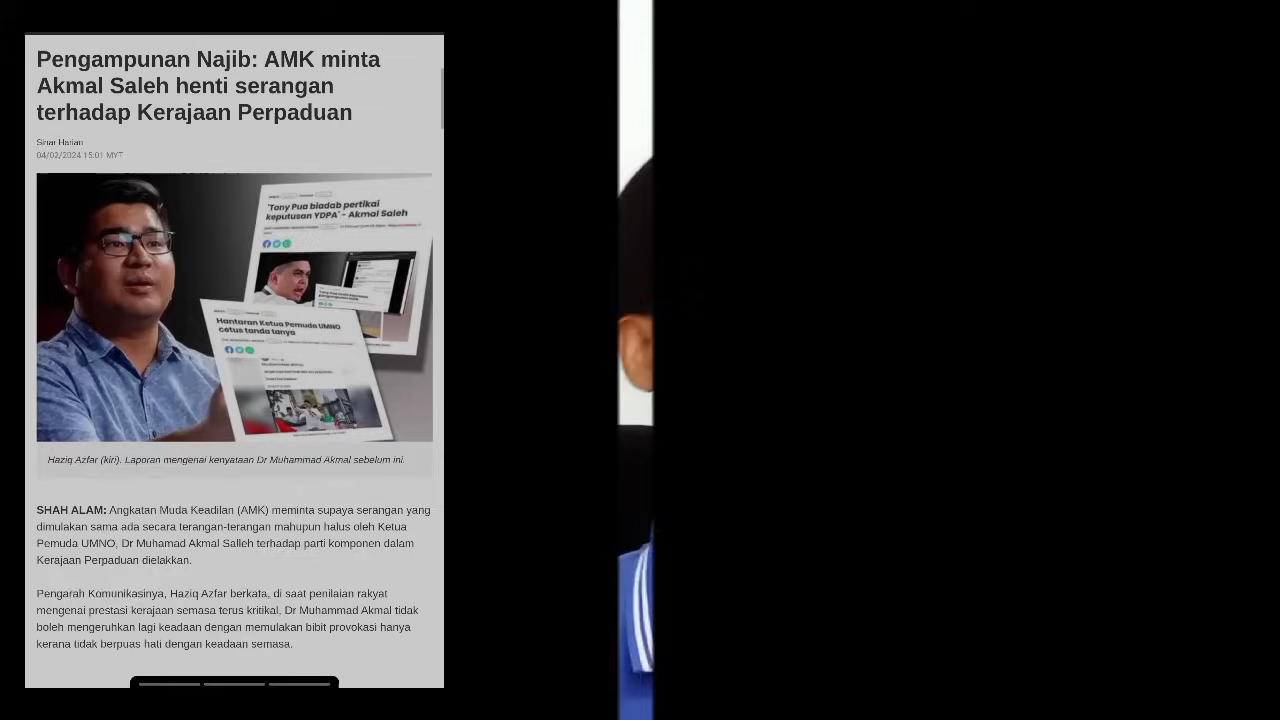 Pengampunan Najib: AMK minta
Akmal Saleh henti serangan
terhadap Kerajaan Perpaduan
Sinar Harian
04/02/2024 15:01 MYT
'Tony Pua biadab pertikai
keputusan YDPA' - Akmal Saleh
Hantaran Ketua Pemuda UMNO
cetus tanda tanya
Haziq Azfar (kiri). Laporan mengenai kenyataan Dr Muhammad Akmal sebelum ini.
SHAH ALAM: Angkatan Muda Keadilan (AMK) meminta supaya serangan yang
dimulakan sama ada secara terangan-terangan mahupun halus oleh Ketua
Pemuda UMNO, Dr Muhamad Akmal Salleh terhadap parti komponen dalam
Kerajaan Perpaduan dielakkan.
Pengarah Komunikasinya, Haziq Azfar berkata, di saat penilaian rakyat
mengenai prestasi kerajaan semasa terus kritikal, Dr Muhammad Akmal tidak
boleh mengeruhkan lagi keadaan dengan memulakan bibit provokasi hanya
kerana tidak berpuas hati dengan keadaan semasa.